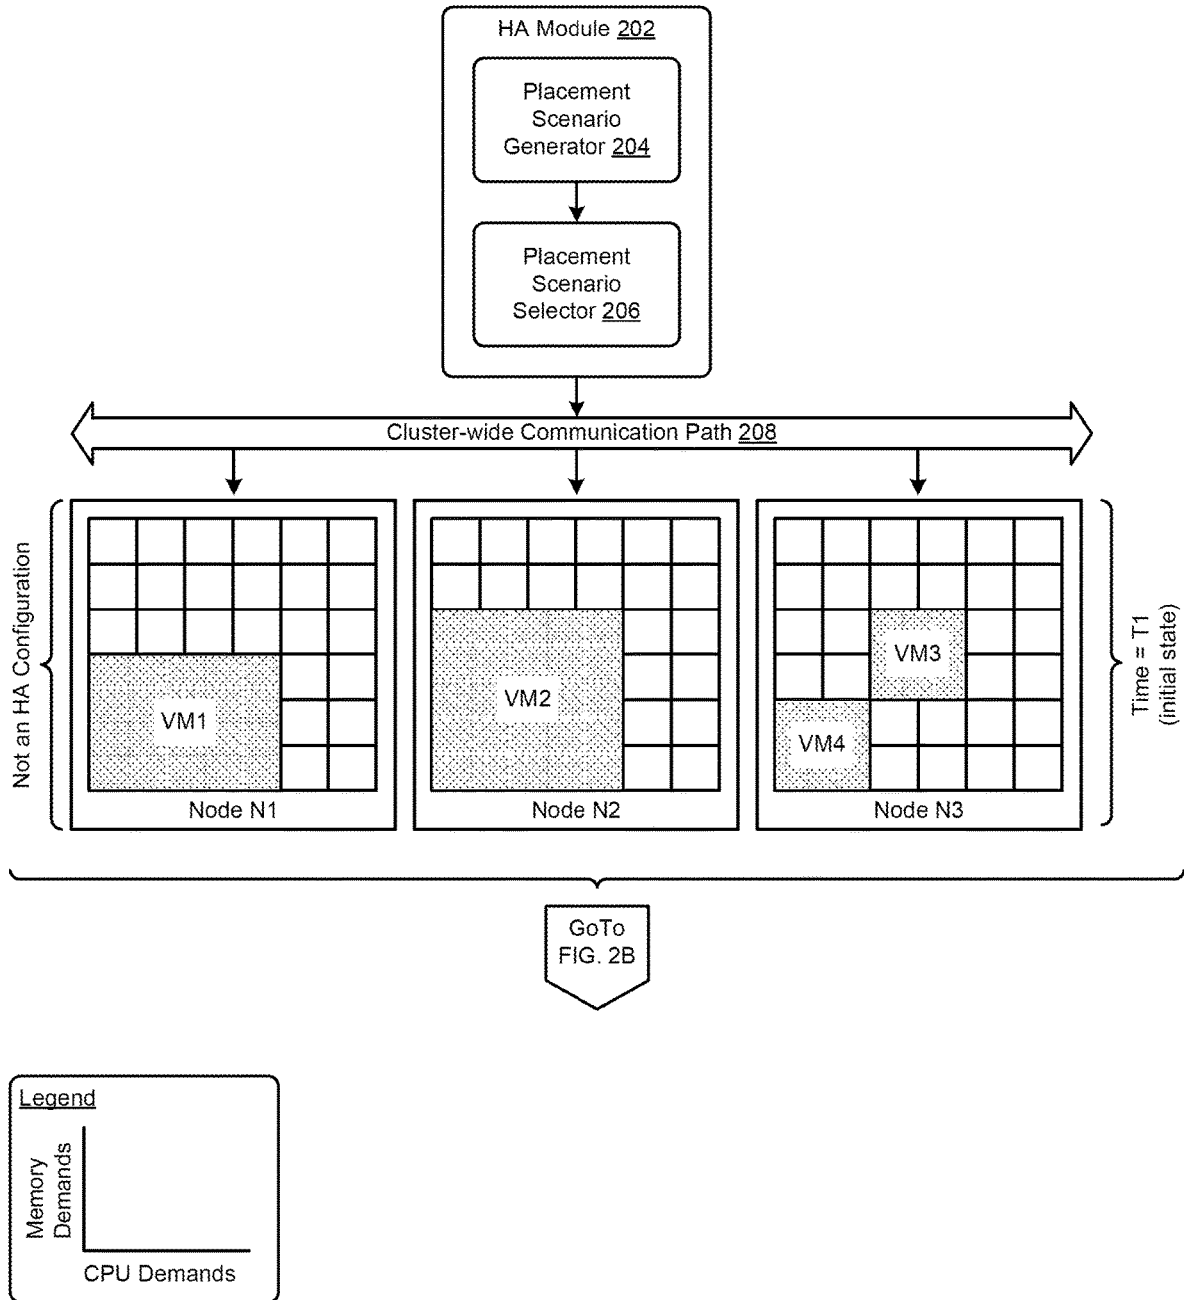 HA Module 202
Placement
Scenario
Generator 204
Placement
Scenario
Selector 206
Cluster-wide Communication Path 208
Not an HA Configuration
VM1
Node N1
VM2
Node N2
VM3
VM4
Node N3
Time = T1
(initial state)
GoTo
FIG. 2B
Legend
Memory
Demands
CPU Demands